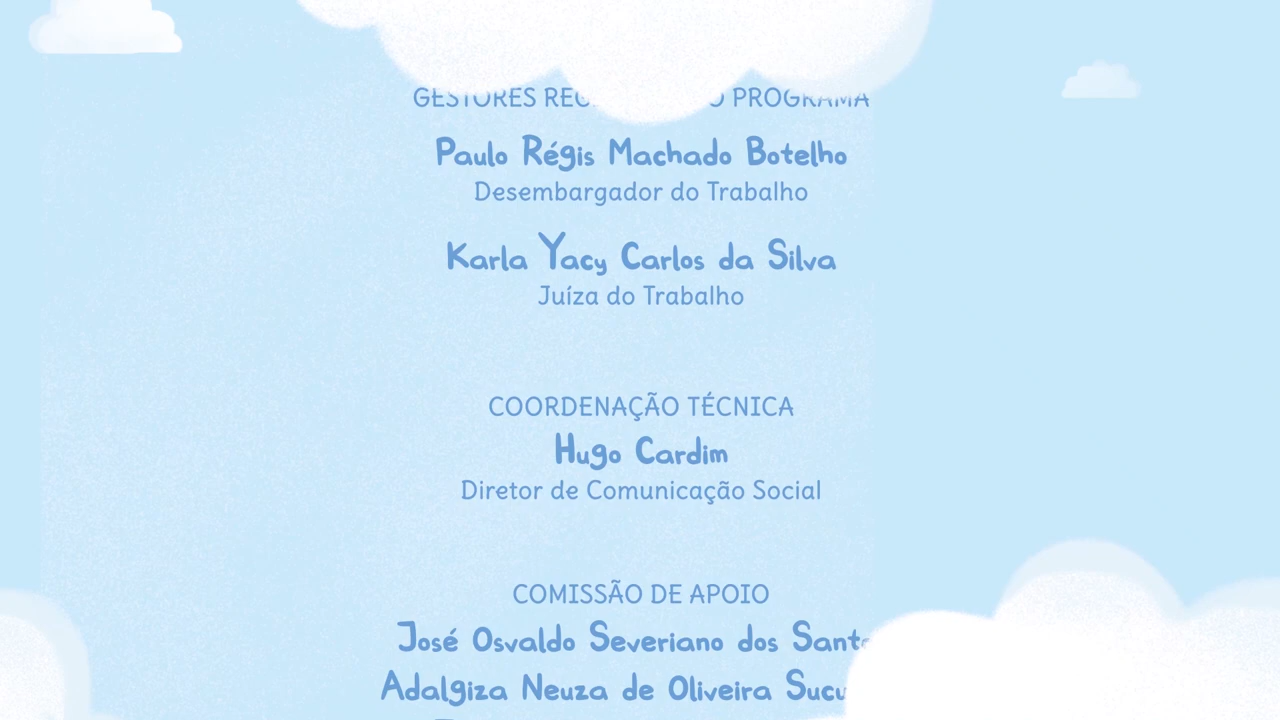 GESTORES PROGRAMA
Paulo Régis Machado Botelho
Desembargador do Trabalho
Karla Yacy Carlos da Silva
Juíza do Trabalho
COORDENAÇÃO TÉCNICA
Hugo Cardim
Diretor de Comunicação Social
COMISSÃO DE APOIO
José Osvaldo Severiano dos
Adalgiza Neuza de Oliveira